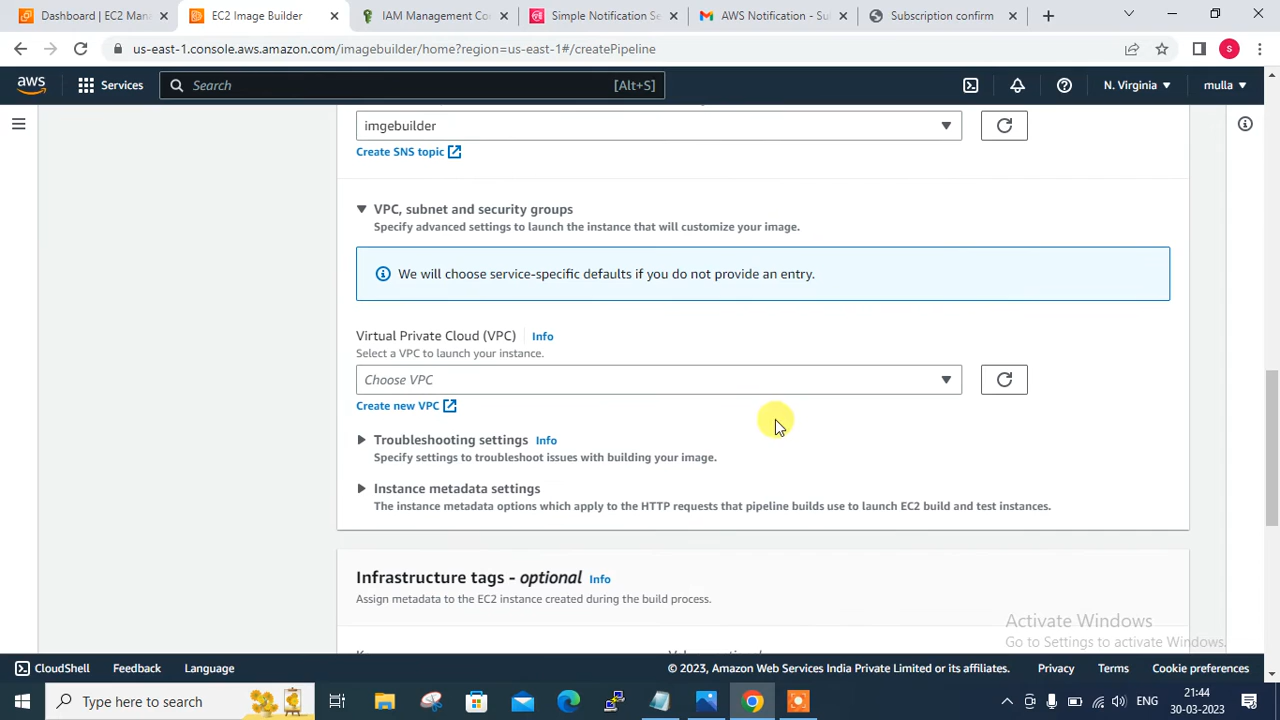 Dashboard | EC2 Man
EC2 Image Builder
IAM Management Co
Simple Notification Se
AWS Notification - Su
Subscription confirm
us-east-1.console.aws.amazon.com/imagebuilder/home?region=us-east-1#/createPipeline
S
aws
Services
Search
[Alt+S]
N. Virginia
mulla
imgebuilder
Create SNS topic
VPC, subnet and security groups
Specify advanced settings to launch the instance that will customize your image.
We will choose service-specific defaults if you do not provide an entry.
Virtual Private Cloud (VPC)
Info
Select a VPC to launch your instance.
Choose VPC
Create new VPC
Troubleshooting settings
Info
Specify settings to troubleshoot issues with building your image.
Instance metadata settings
The instance metadata options which apply to the HTTP requests that pipeline builds use to launch EC2 build and test instances.
Infrastructure tags - optional
Info
Assign metadata to the EC2 instance created during the build process.
Activate Windows
Go to Settings to activate Windows.
CloudShell
Feedback
Language
© 2023, Amazon Web Services India Private Limited or its affiliates.
Privacy
Terms
Cookie preferences
Type here to search
ENG
21:44
30-03-2023